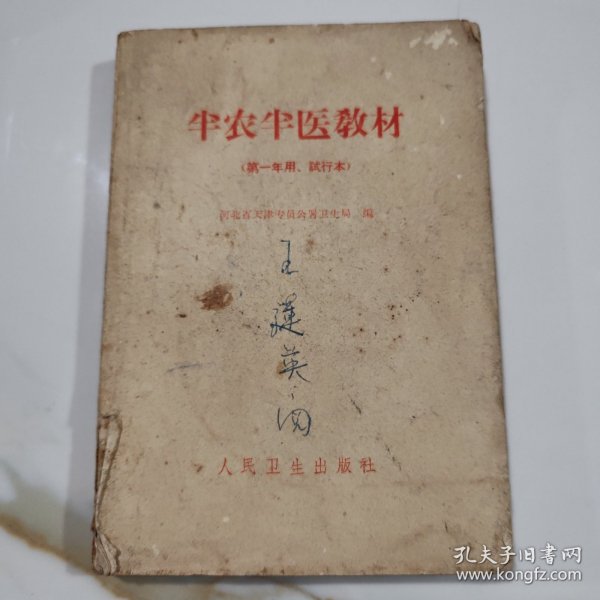 半农半医教材
(第一年用、試行本)
河北省天津专员公署卫生局 编
王
莲
英
人民卫生出版社
孔夫子旧书网
www.kongfz.com